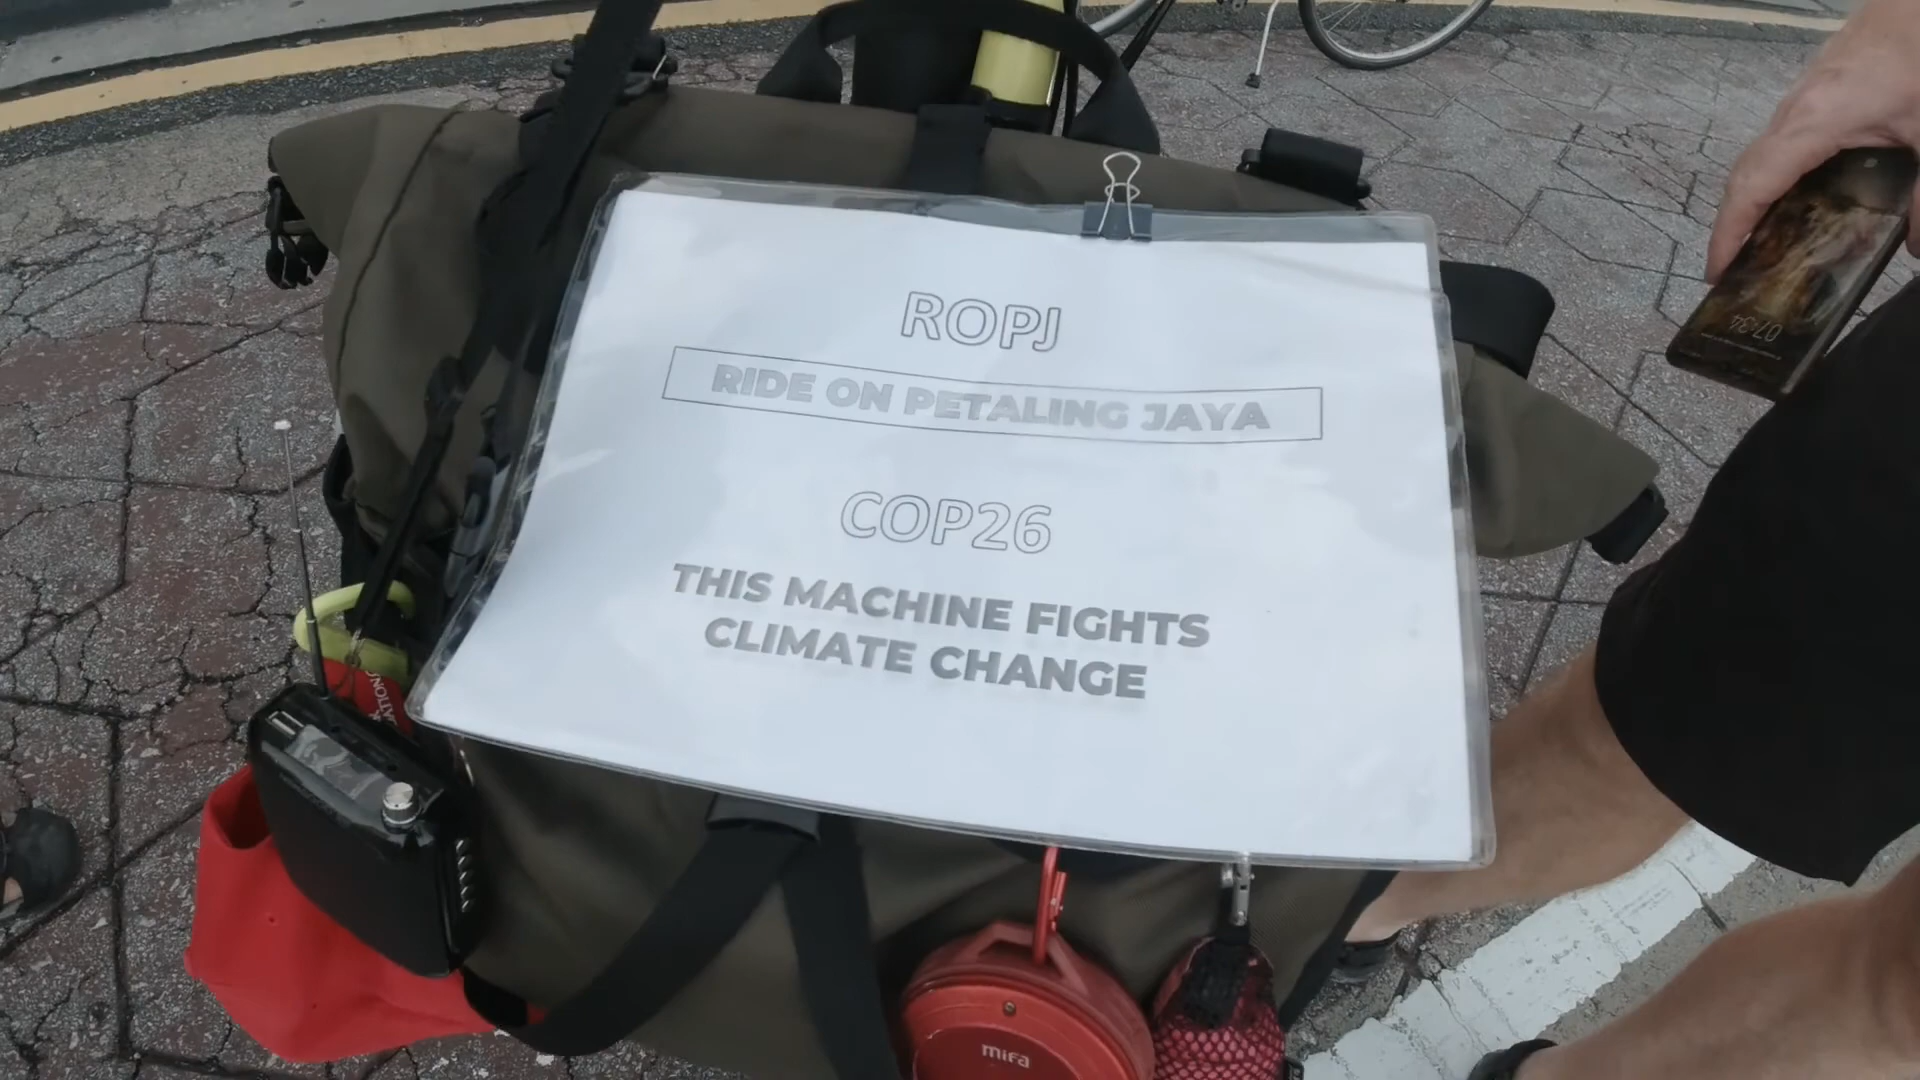 ROPJ
RIDE ON PETALING JAYA
COP26
THIS MACHINE FIGHTS
CLIMATE CHANGE
07:34
mifa